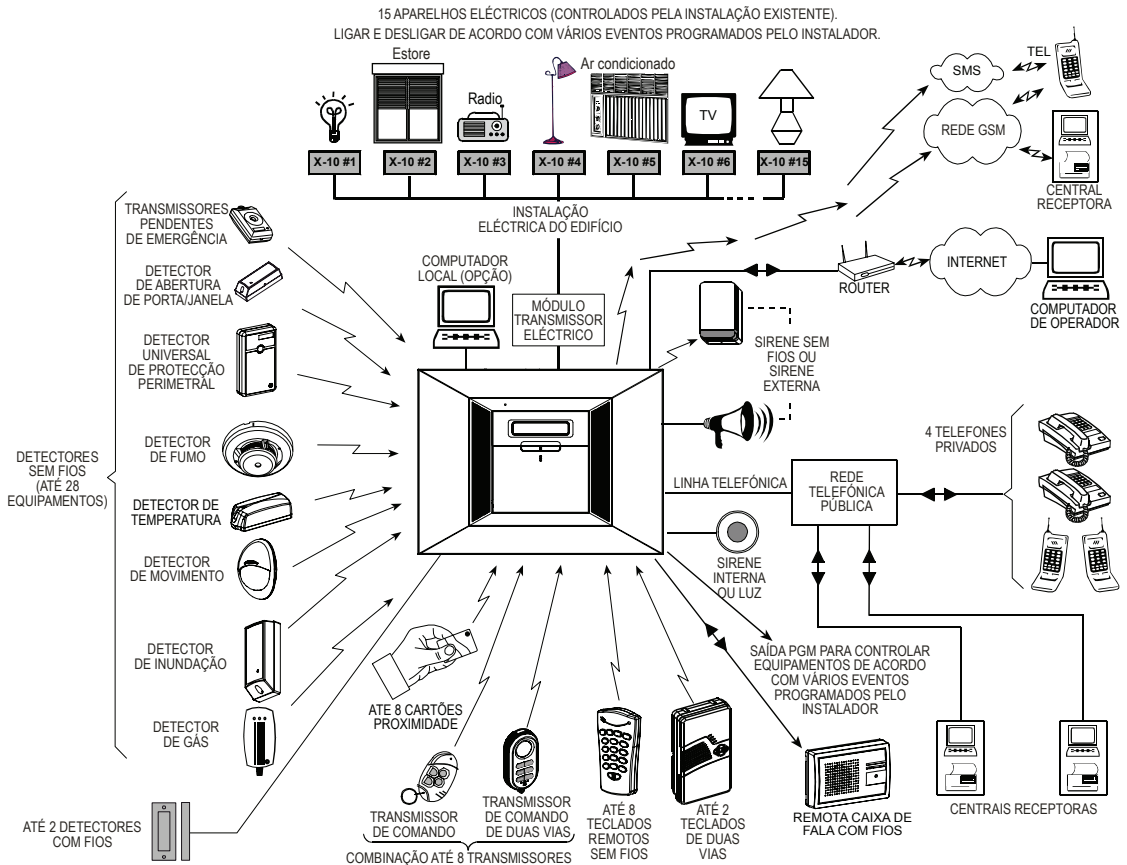 15 APARELHOS ELÉCTRICOS (CONTROLADOS PELA INSTALAÇÃO EXISTENTE).
LIGAR E DESLIGAR DE ACORDO COM VÁRIOS EVENTOS PROGRAMADOS PELO INSTALADOR.
Estore
Radio
Ar condicionado
TV
X-10 #1
X-10 #2
X-10 #3
X-10 #4
X-10 #5
X-10 #6
X-10 #15
INSTALAÇÃO
ELÉCTRICA DO EDIFÍCIO
SMS
TEL
REDE GSM
CENTRAL
RECEPTORA
ROUTER
INTERNET
COMPUTADOR
DE OPERADOR
COMPUTADOR
LOCAL (OPÇÃO)
MÓDULO
TRANSMISSOR
ELÉCTRICO
SIRENE SEM
FIOS OU
SIRENE
EXTERNA
TRANSMISSORES
PENDENTES
DE EMERGÊNCIA
DETECTOR
DE ABERTURA
DE PORTA/JANELA
DETECTOR
UNIVERSAL
DE PROTECÇÃO
PERIMETRAL
DETECTOR
DE FUMO
DETECTORES
SEM FIOS
(ATÉ 28
EQUIPAMENTOS)
DETECTOR DE
TEMPERATURA
DETECTOR
DE MOVIMENTO
DETECTOR
DE INUNDAÇÃO
DETECTOR
DE GÁS
ATÉ 2 DETECTORES
COM FIOS
LINHA TELEFÓNICA
REDE
TELEFÓNICA
PÚBLICA
4 TELEFONES
PRIVADOS
SIRENE
INTERNA
OU LUZ
SAÍDA PGM PARA CONTROLAR
EQUIPAMENTOS DE ACORDO
COM VÁRIOS EVENTOS
PROGRAMADOS PELO
INSTALADOR
ATE 8 CARTÕES
PROXIMIDADE
TRANSMISSOR
DE COMANDO
TRANSMISSOR
DE COMANDO
DE DUAS VIAS
COMBINAÇÃO ATÉ 8 TRANSMISSORES
ATÉ 8
TECLADOS
REMOTOS
SEM FIOS
ATÉ 2
TECLADOS
DE DUAS
VIAS
REMOTA CAIXA DE
FALA COM FIOS
CENTRAIS RECEPTORAS